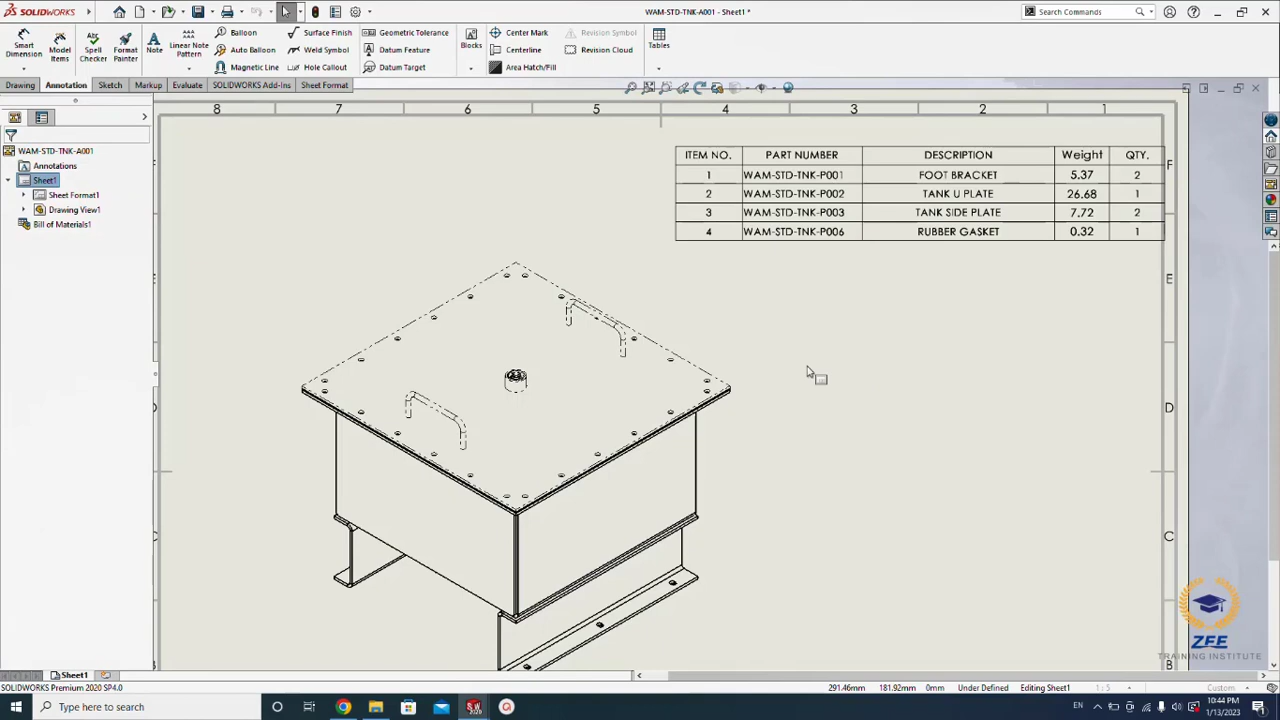 SOLIDWORKS
WAM-STD-TNK-A001 - Sheet1 *
Search Commands
Smart Dimension
Model Items
Spell Checker
Format Painter
Note
Linear Note Pattern
Balloon
Auto Balloon
Magnetic Line
Surface Finish
Weld Symbol
Hole Callout
Geometric Tolerance
Datum Feature
Datum Target
Blocks
Center Mark
Centerline
Area Hatch/Fill
Revision Symbol
Revision Cloud
Tables
Drawing Annotation Sketch Markup Evaluate SOLIDWORKS Add-Ins Sheet Format
8 7 6 5 4 3 2 1
WAM-STD-TNK-A001
Annotations
Sheet1
Sheet Format1
Drawing View1
Bill of Materials1
ITEM NO. PART NUMBER DESCRIPTION Weight QTY.
1 WAM-STD-TNK-P001 FOOT BRACKET 5.37 2
2 WAM-STD-TNK-P002 TANK U PLATE 26.68 1
3 WAM-STD-TNK-P003 TANK SIDE PLATE 7.72 2
4 WAM-STD-TNK-P006 RUBBER GASKET 0.32 1
F
E
D
C
B
ZFE
TRAINING INSTITUTE
Sheet1
SOLIDWORKS Premium 2020 SP4.0
291.46mm 181.92mm 0mm Under Defined Editing Sheet1 1 : 5 Custom
Type here to search
EN
10:44 PM
1/13/2023